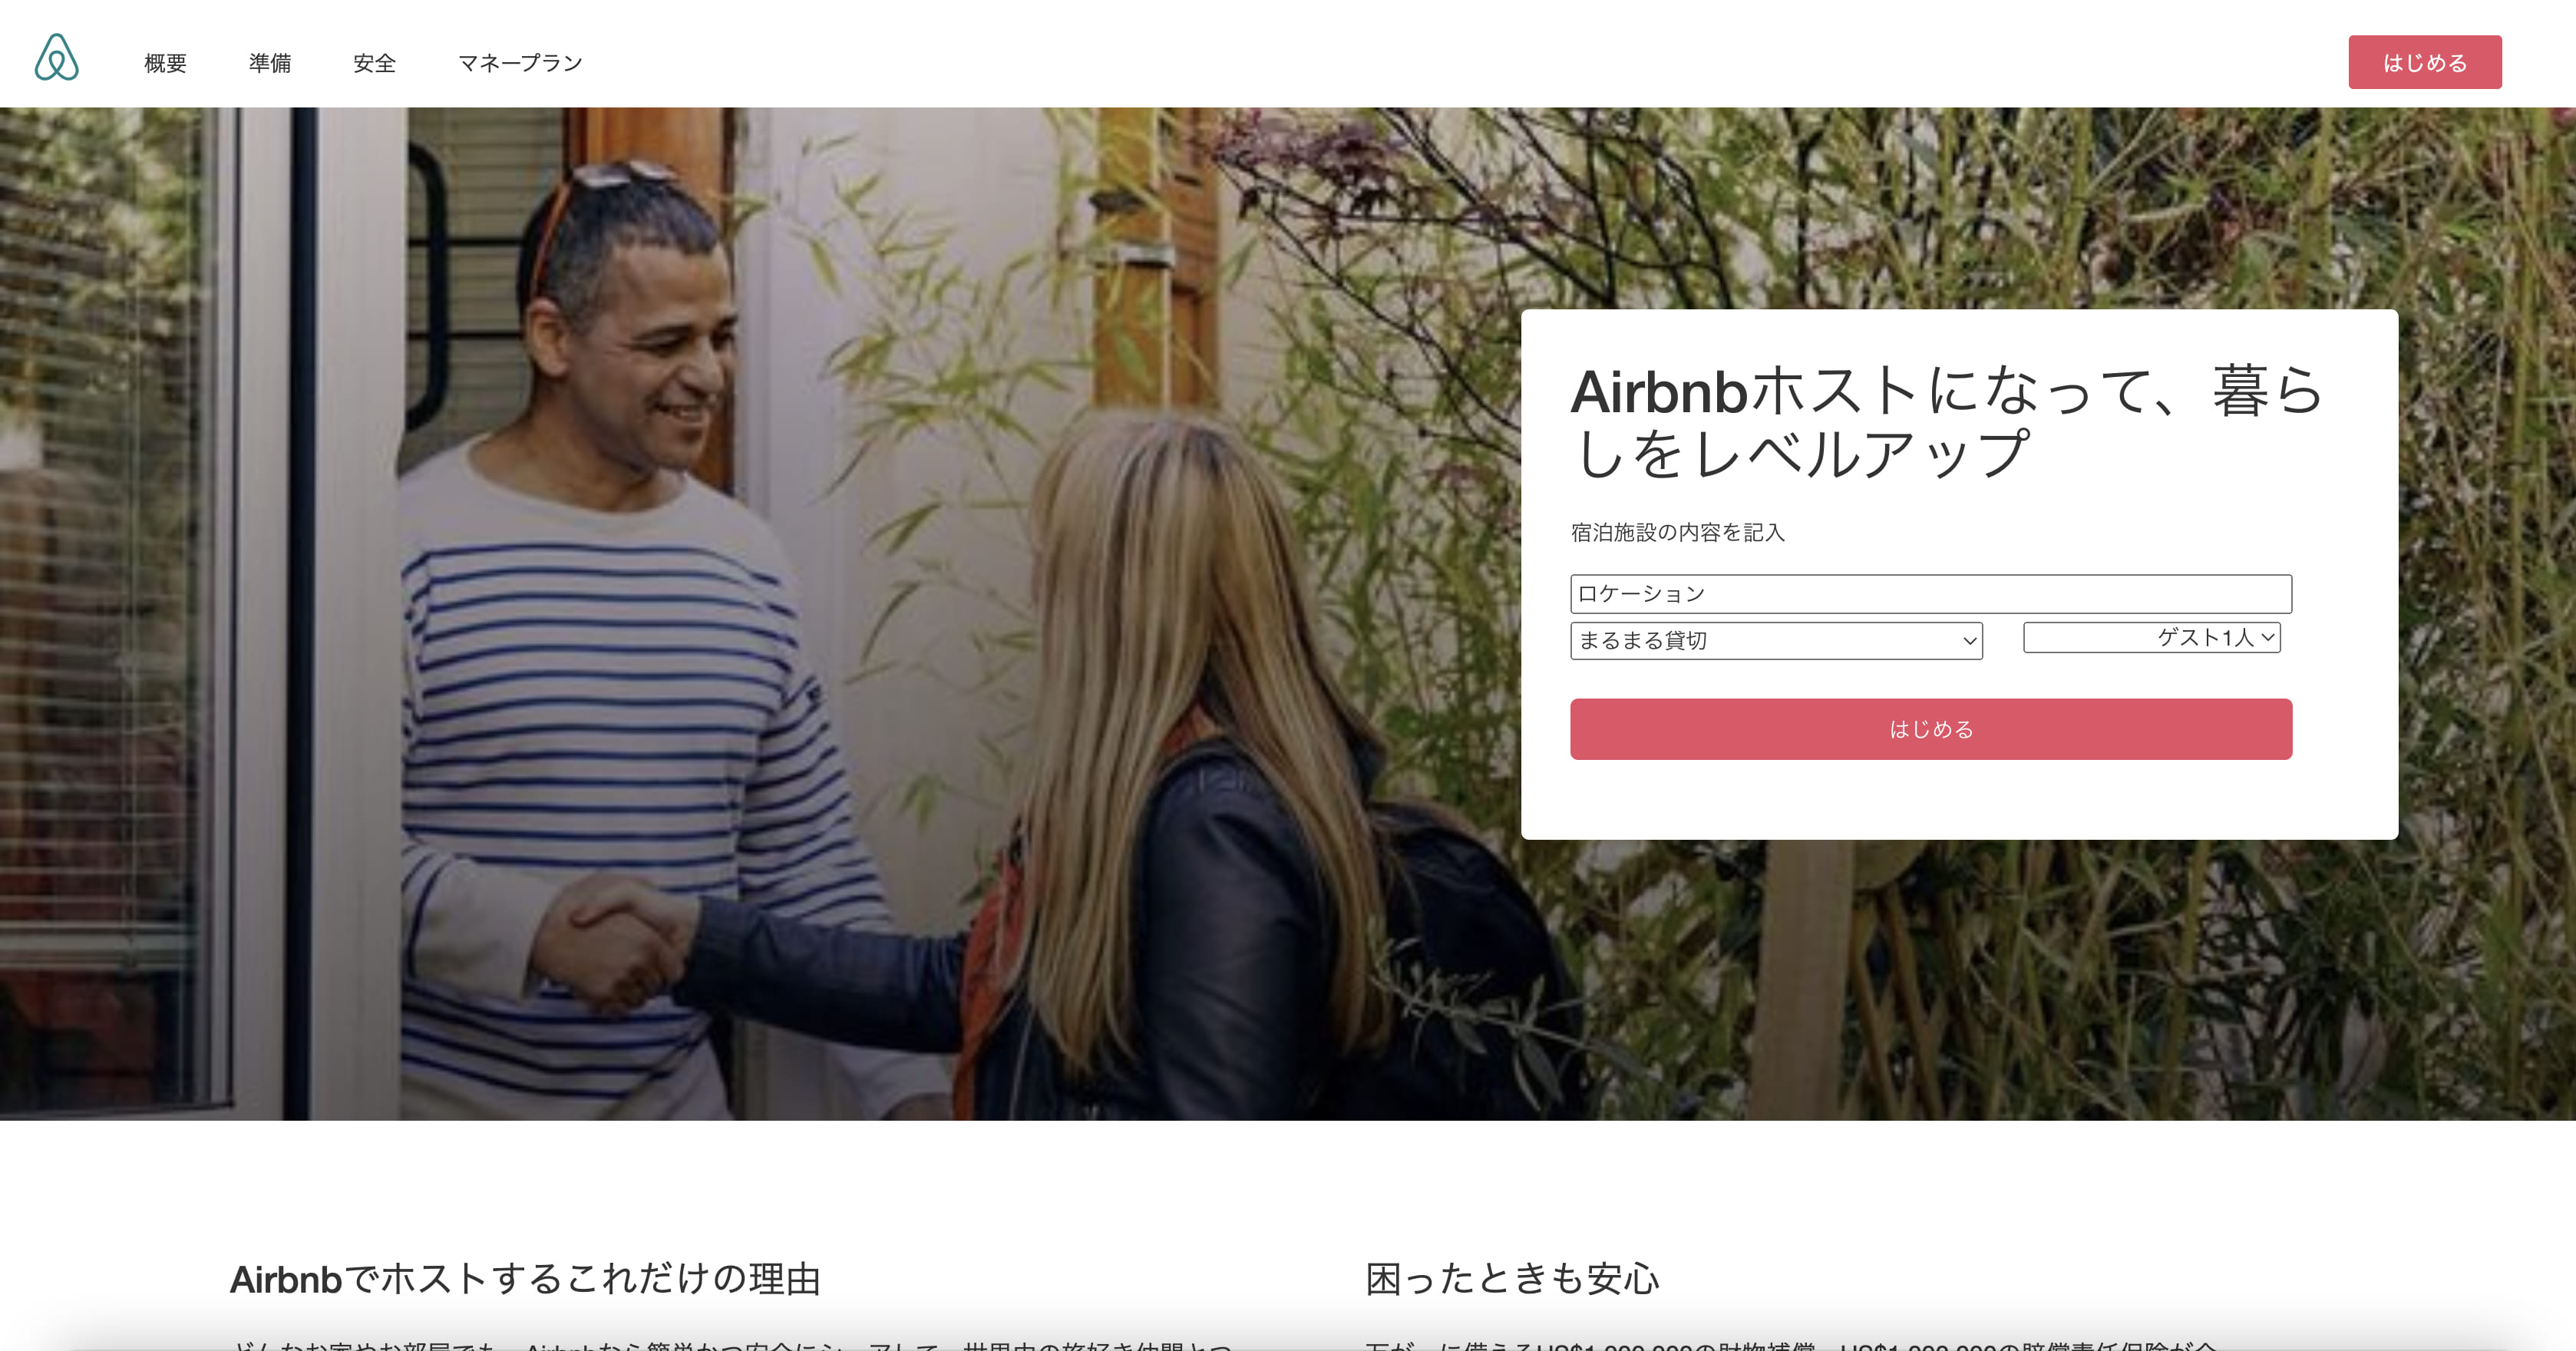 概要
準備
安全
マネープラン
はじめる
Airbnbホストになって、暮ら
しをレベルアップ
宿泊施設の内容を記入
ロケーション
まるまる貸切
ゲスト1人
はじめる
Airbnbでホストするこれだけの理由
困ったときも安心